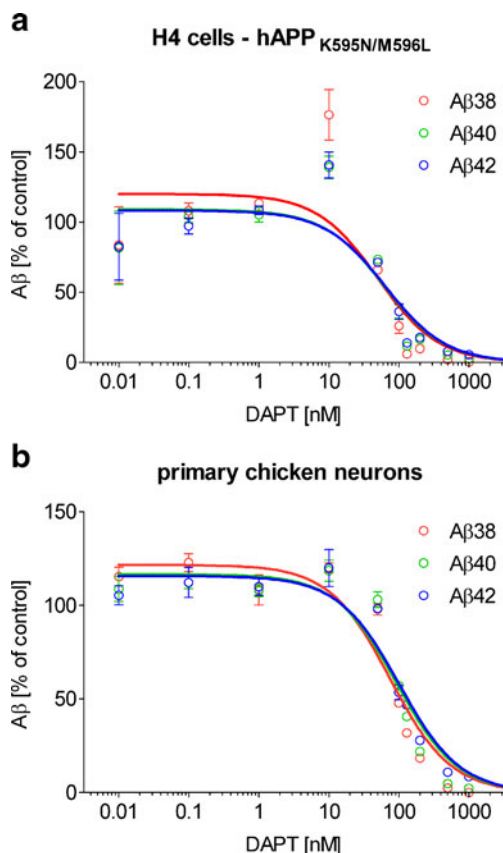 a
H4 cells - hAPP K595N/M596L
200
150
100
50
0
Aβ [% of control]
Aβ38
Aβ40
Aβ42
0.01 0.1 1 10 100 1000
DAPT [nM]
b
primary chicken neurons
150
100
50
0
Aβ [% of control]
Aβ38
Aβ40
Aβ42
0.01 0.1 1 10 100 1000
DAPT [nM]